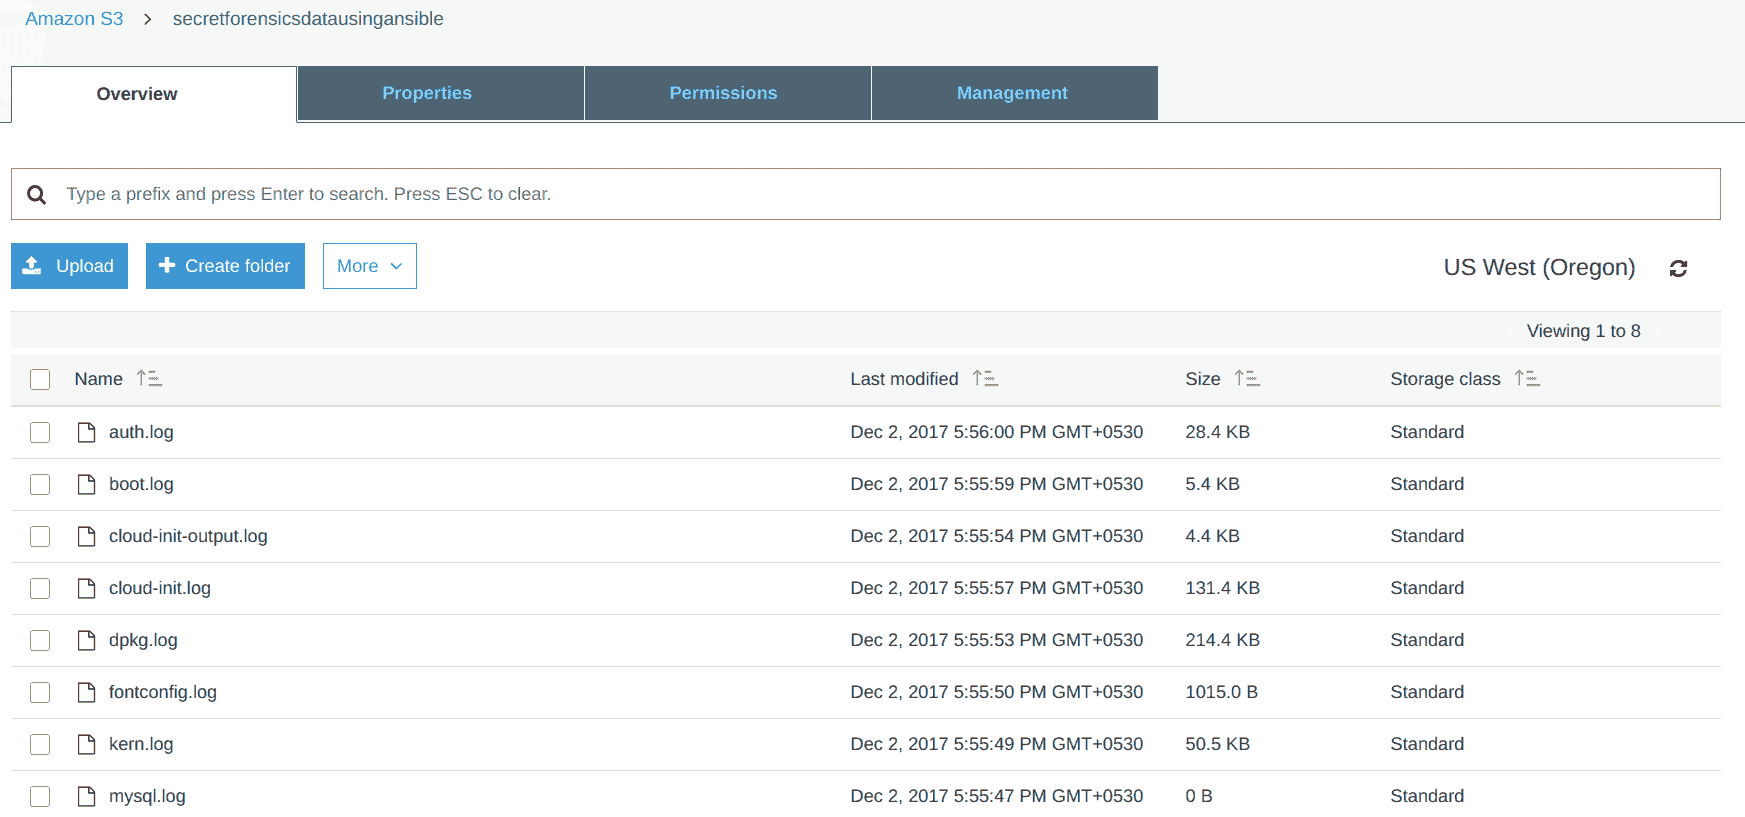 Amazon S3 > secretforensicsdatausingansible
Overview Properties Permissions Management
Type a prefix and press Enter to search. Press ESC to clear.
Upload Create folder More US West (Oregon)
Viewing 1 to 8
Name Last modified Size Storage class
auth.log Dec 2, 2017 5:56:00 PM GMT+0530 28.4 KB Standard
boot.log Dec 2, 2017 5:55:59 PM GMT+0530 5.4 KB Standard
cloud-init-output.log Dec 2, 2017 5:55:54 PM GMT+0530 4.4 KB Standard
cloud-init.log Dec 2, 2017 5:55:57 PM GMT+0530 131.4 KB Standard
dpkg.log Dec 2, 2017 5:55:53 PM GMT+0530 214.4 KB Standard
fontconfig.log Dec 2, 2017 5:55:50 PM GMT+0530 1015.0 B Standard
kern.log Dec 2, 2017 5:55:49 PM GMT+0530 50.5 KB Standard
mysql.log Dec 2, 2017 5:55:47 PM GMT+0530 0 B Standard